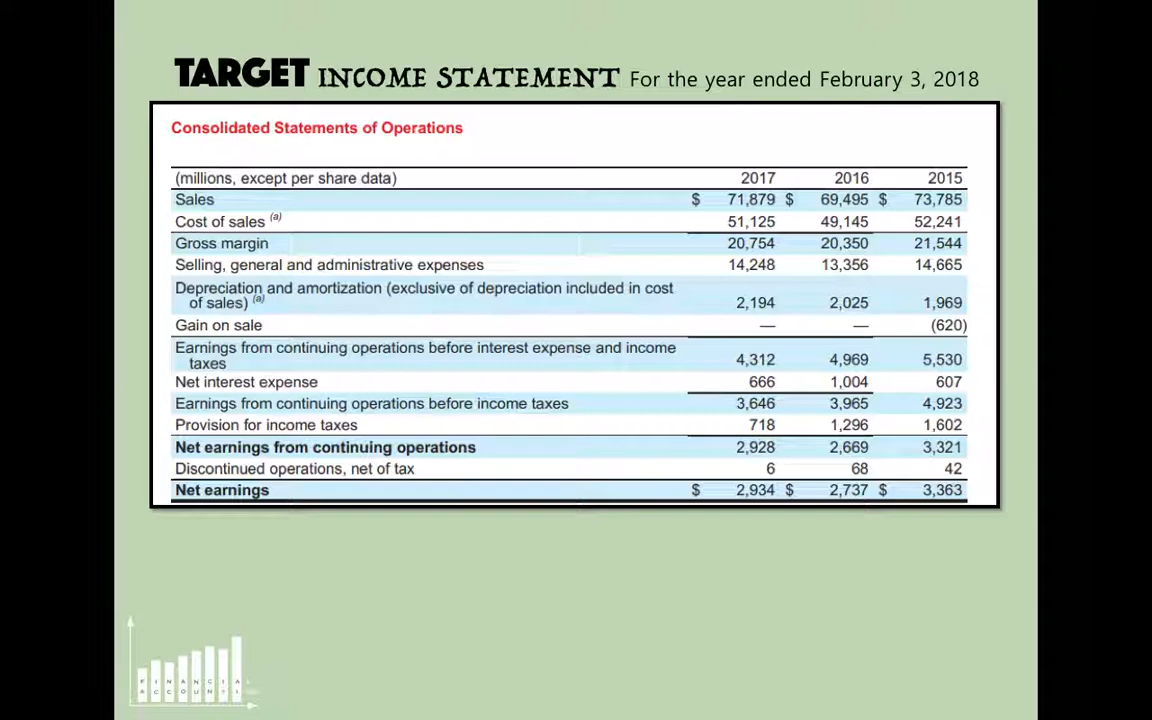 TARGET INCOME STATEMENT For the year ended February 3, 2018
Consolidated Statements of Operations
(millions, except per share data) 2017 2016 2015
Sales $ 71,879 $ 69,495 $ 73,785
Cost of sales (a) 51,125 49,145 52,241
Gross margin 20,754 20,350 21,544
Selling, general and administrative expenses 14,248 13,356 14,665
Depreciation and amortization (exclusive of depreciation included in cost
of sales) (a) 2,194 2,025 1,969
Gain on sale — — (620)
Earnings from continuing operations before interest expense and income
taxes 4,312 4,969 5,530
Net interest expense 666 1,004 607
Earnings from continuing operations before income taxes 3,646 3,965 4,923
Provision for income taxes 718 1,296 1,602
Net earnings from continuing operations 2,928 2,669 3,321
Discontinued operations, net of tax 6 68 42
Net earnings $ 2,934 $ 2,737 $ 3,363